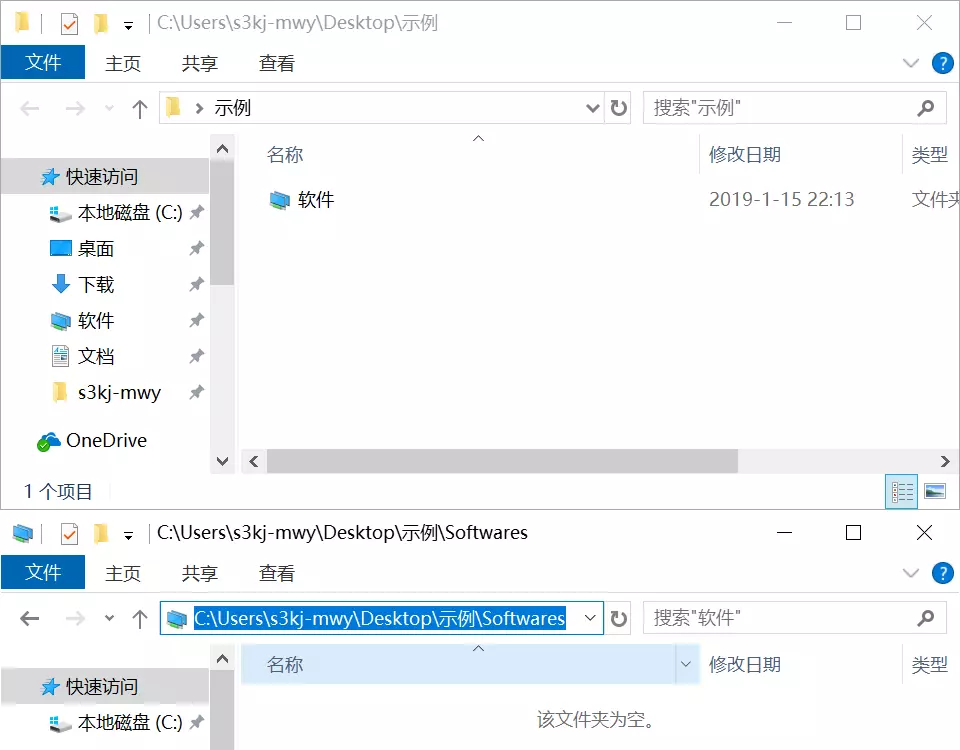 C:\Users\s3kj-mwy\Desktop\示例
文件 主页 共享 查看 ?
示例 搜索"示例"
名称 修改日期 类型
快速访问
软件 2019-1-15 22:13 文件夹
本地磁盘 (C:)
桌面
下载
软件
文档
s3kj-mwy
OneDrive
1 个项目
C:\Users\s3kj-mwy\Desktop\示例\Softwares
文件 主页 共享 查看 ?
C:\Users\s3kj-mwy\Desktop\示例\Softwares 搜索"软件"
名称 修改日期 类型
快速访问
本地磁盘 (C:) 该文件夹为空。